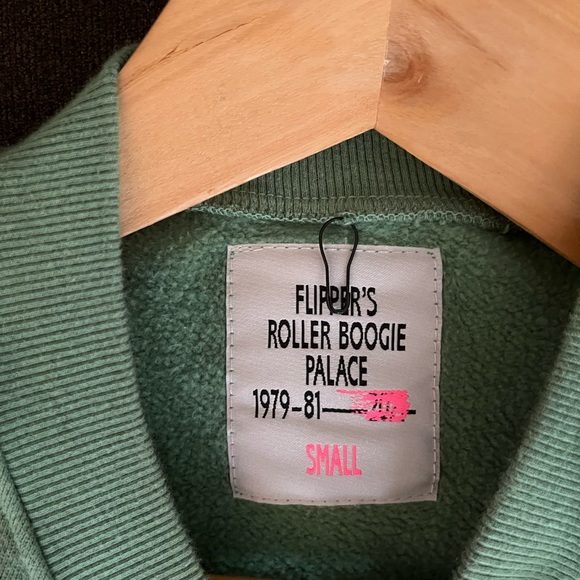 FLIPPER'S
ROLLER BOOGIE
PALACE
1979-81
SMALL